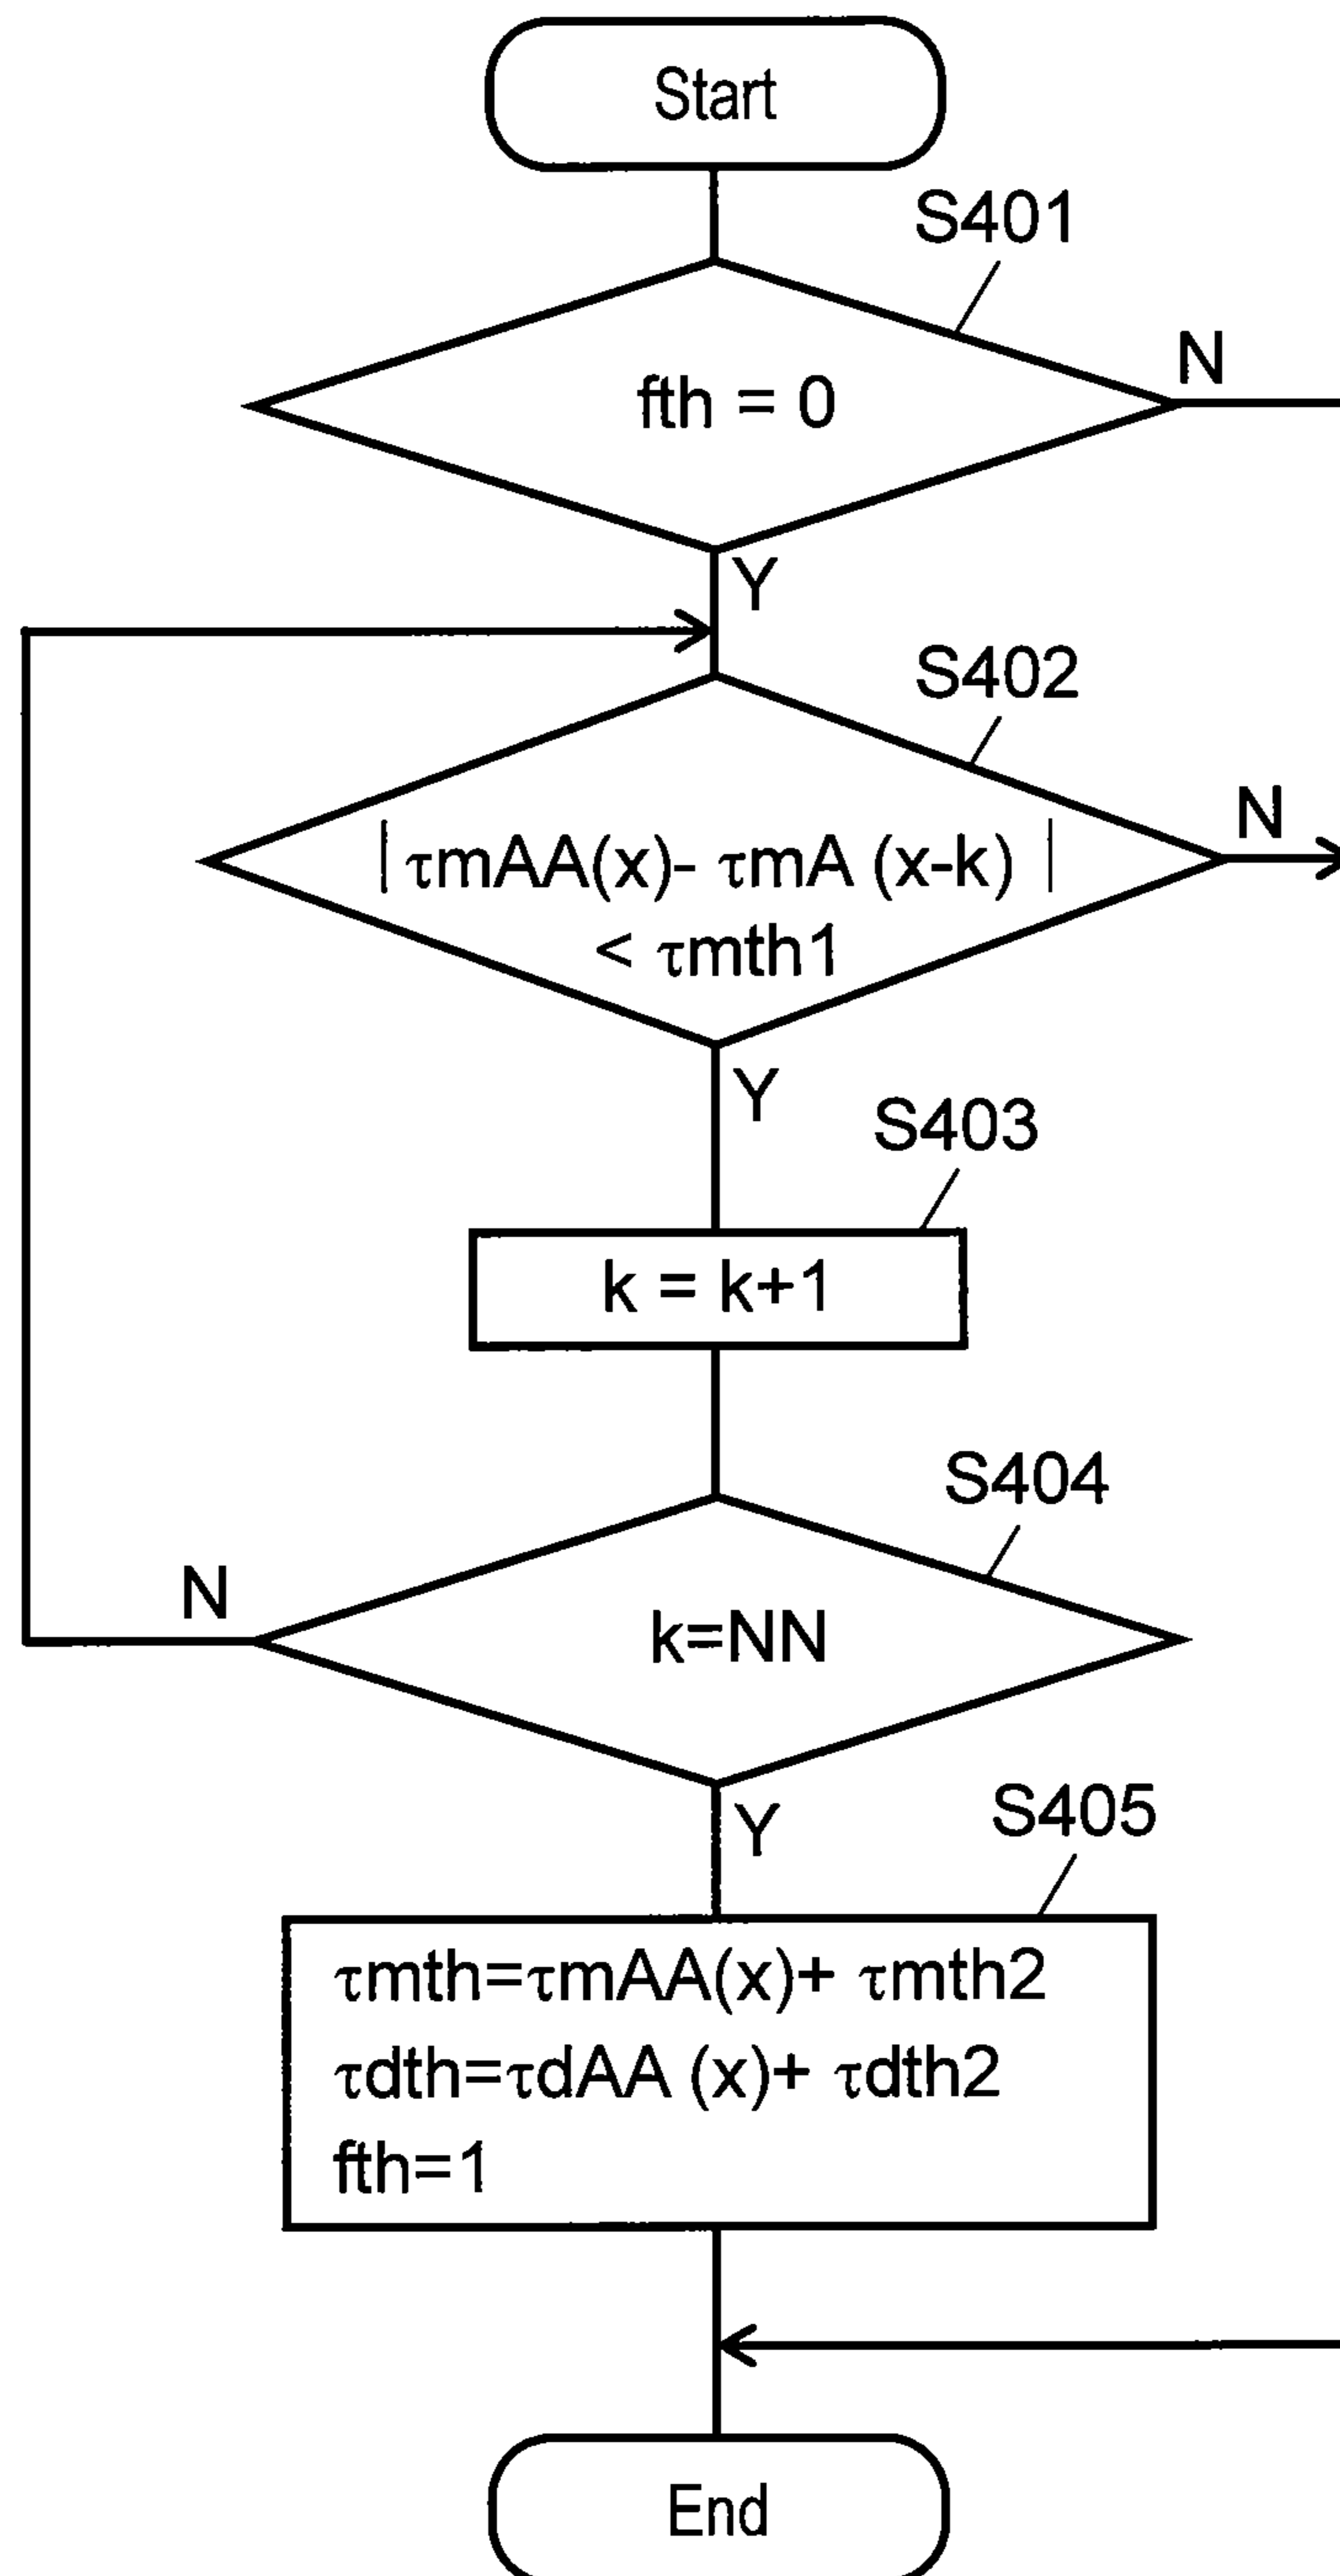 Start
S401
ftth = 0
N
Y
S402
| τmAA(x)- τmA (x-k) |
< τmth1
N
Y
S403
k = k+1
S404
N
k=NN
Y
S405
τmth=τmAA(x)+ τmth2
τdth=τdAA (x)+ τdth2
fth=1
End